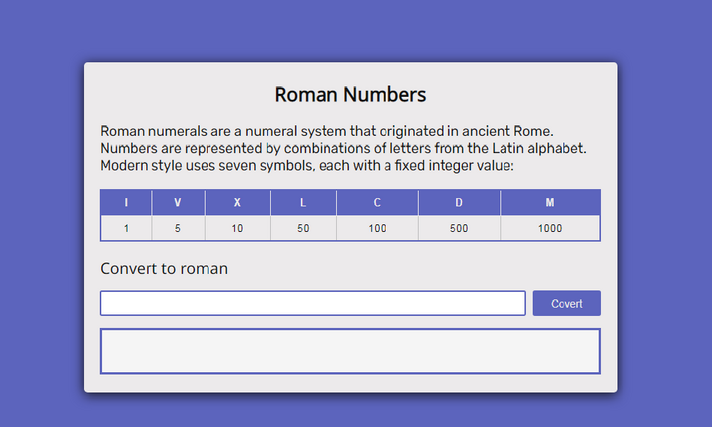 Roman Numbers
Roman numerals are a numeral system that originated in ancient Rome.
Numbers are represented by combinations of letters from the Latin alphabet.
Modern style uses seven symbols, each with a fixed integer value:
I V X L C D M
1 5 10 50 100 500 1000
Convert to roman
Covert